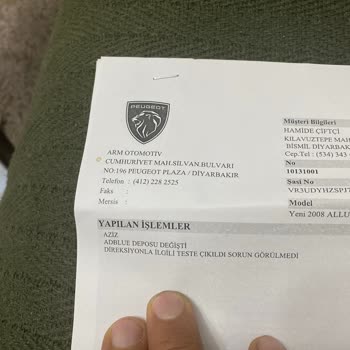 PEUGEOT
ARM OTOMOTİV
CUMHURİYET MAH.SİLVAN BULVARI
NO:196 PEUGEOT PLAZA / DİYARBAKIR
Telefon : (412) 228 2525
Faks :
Mersis :
Müşteri Bilgileri
HAMİDE ÇİFTÇİ
KILAVUZTEPE MAH
BİSMİL DİYARBAKIR
Cep.Tel : (534) 343
No
10131001
Şasi No
VR3UDYHZSPJ
Model
Yeni 2008 ALLU
YAPILAN İŞLEMLER
AZİZ
ADBLUE DEPOSU DEĞİŞTİ
DİREKSİYONLA İLGİLİ TESTE ÇIKILDI SORUN GÖRÜLMEDİ